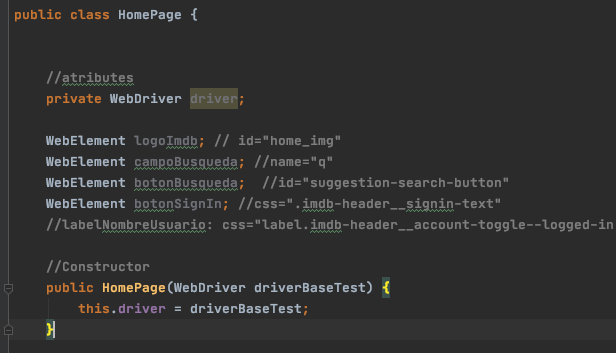 public class HomePage {
//atributes
private WebDriver driver;
WebElement logoImdb; // id="home_img"
WebElement campoBusqueda; //name="q"
WebElement botonBusqueda;  //id="suggestion-search-button"
WebElement botonSignIn; //css=".imdb-header__signin-text"
//labelNombreUsuario: css="label.imdb-header__account-toggle--logged-in
//Constructor
public HomePage(WebDriver driverBaseTest) {
this.driver = driverBaseTest;
}